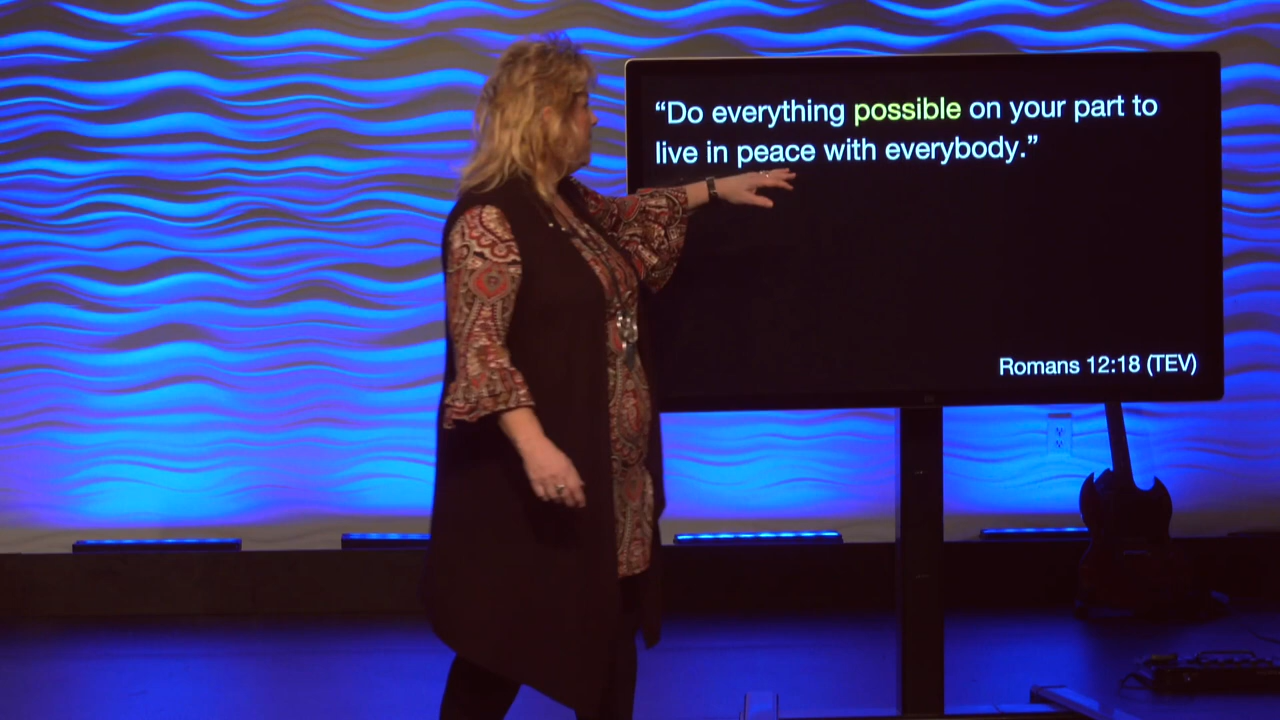 “Do everything possible on your part to
live in peace with everybody.”
Romans 12:18 (TEV)